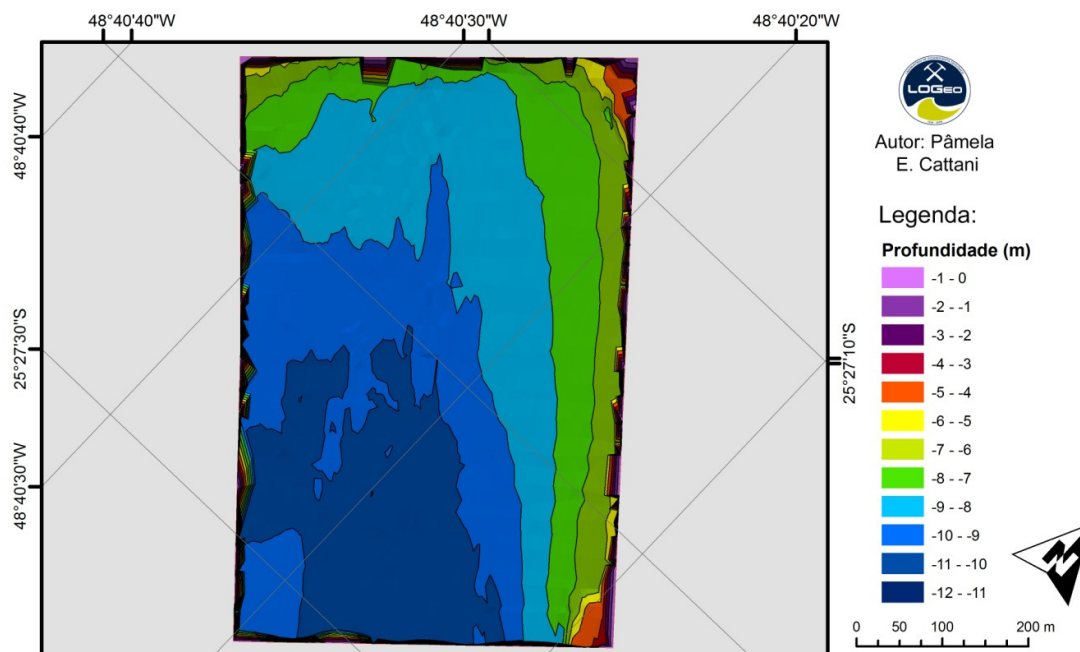 48°40'40"W
48°40'30"W
48°40'20"W
48°40'40"W
25°27'30"S
48°40'30"W
25°27'10"S
LOGeo
Autor: Pâmela
E. Cattani
Legenda:
Profundidade (m)
-1 - 0
-2 - -1
-3 - -2
-4 - -3
-5 - -4
-6 - -5
-7 - -6
-8 - -7
-9 - -8
-10 - -9
-11 - -10
-12 - -11
N
0 50 100 200 m